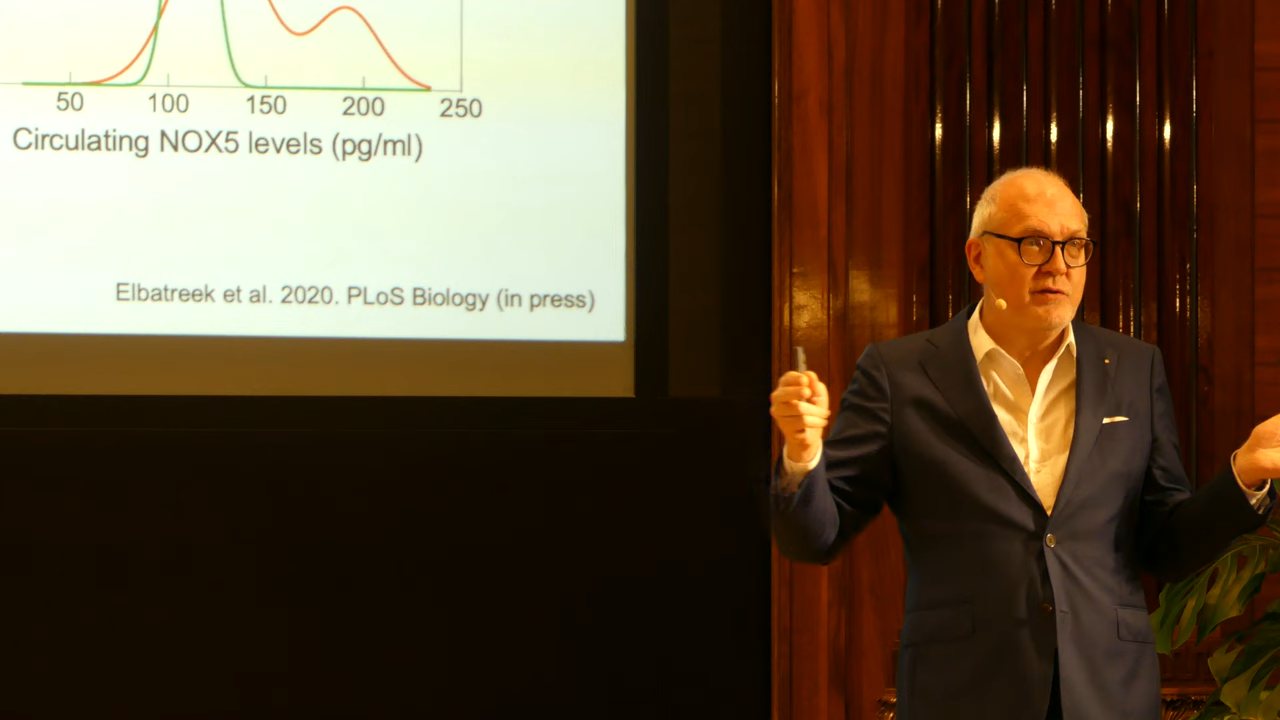 50 100 150 200 250
Circulating NOX5 levels (pg/ml)
Elbatreek et al. 2020. PLoS Biology (in press)